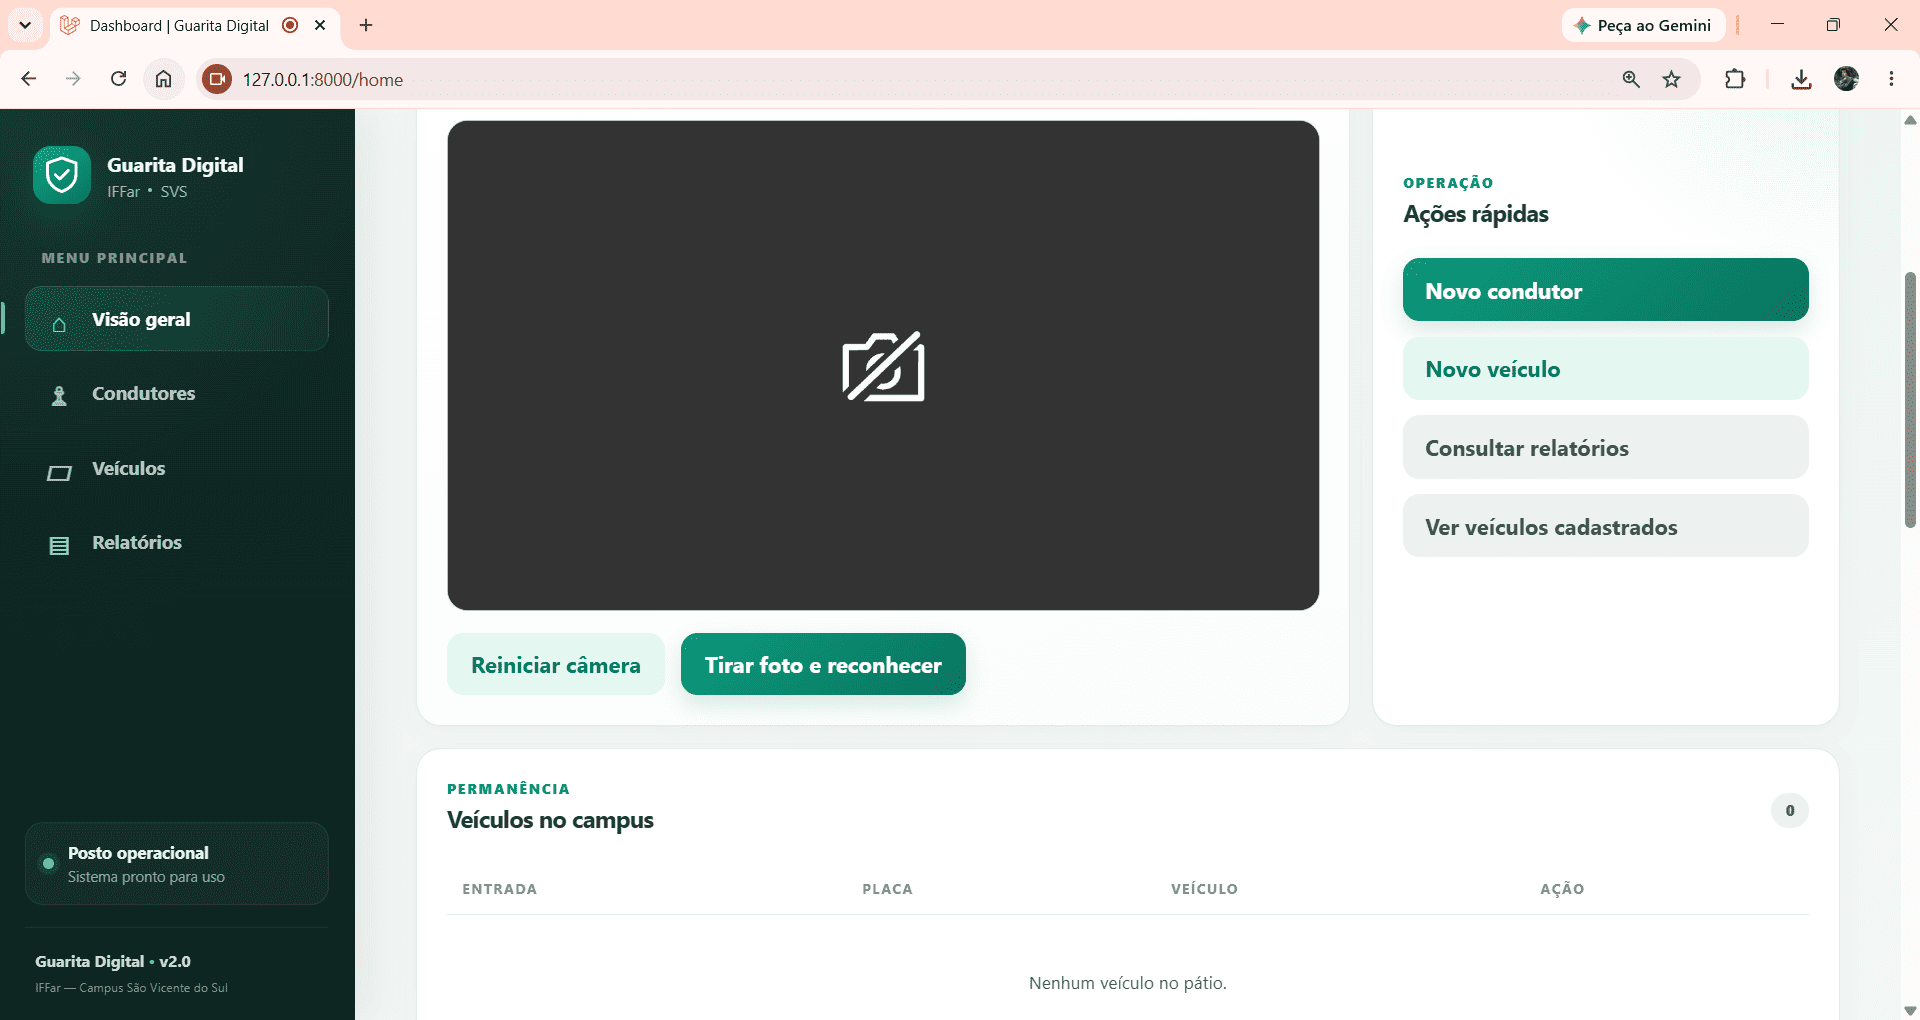 Dashboard | Guarita Digital
Peça ao Gemini
127.0.0.1:8000/home
Guarita Digital
IFFar • SVS
MENU PRINCIPAL
Visão geral
Condutores
Veículos
Relatórios
Posto operacional
Sistema pronto para uso
Guarita Digital • v2.0
IFFar — Campus São Vicente do Sul
Reiniciar câmera
Tirar foto e reconhecer
OPERAÇÃO
Ações rápidas
Novo condutor
Novo veículo
Consultar relatórios
Ver veículos cadastrados
PERMANÊNCIA
Veículos no campus
0
ENTRADA PLACA VEÍCULO AÇÃO
Nenhum veículo no pátio.